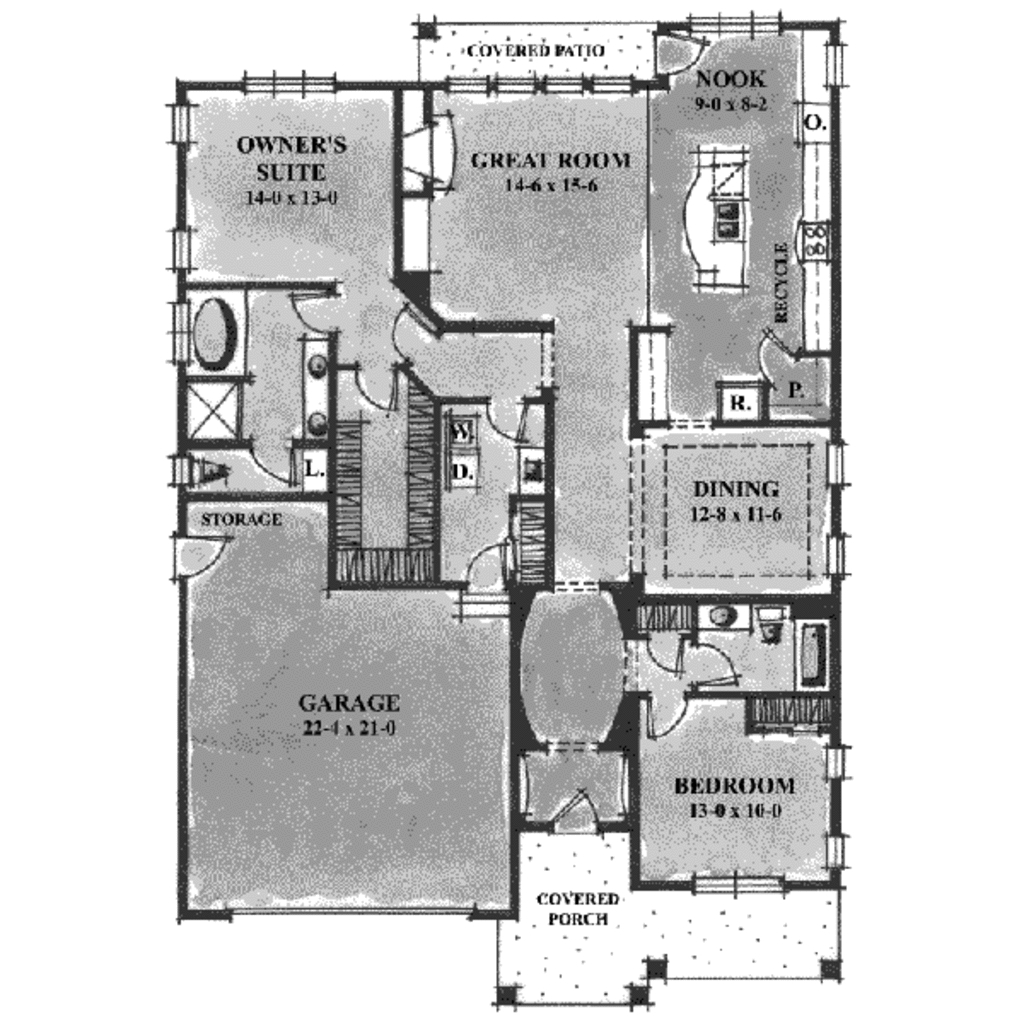 COVERED PATIO
NOOK
9-0 x 8-2
O.
OWNER'S
SUITE
14-0 x 13-0
GREAT ROOM
14-6 x 15-6
RECYCLE
P.
R.
W.
D.
L.
DINING
12-8 x 11-6
STORAGE
GARAGE
22-4 x 21-0
BEDROOM
13-0 x 10-0
COVERED
PORCH